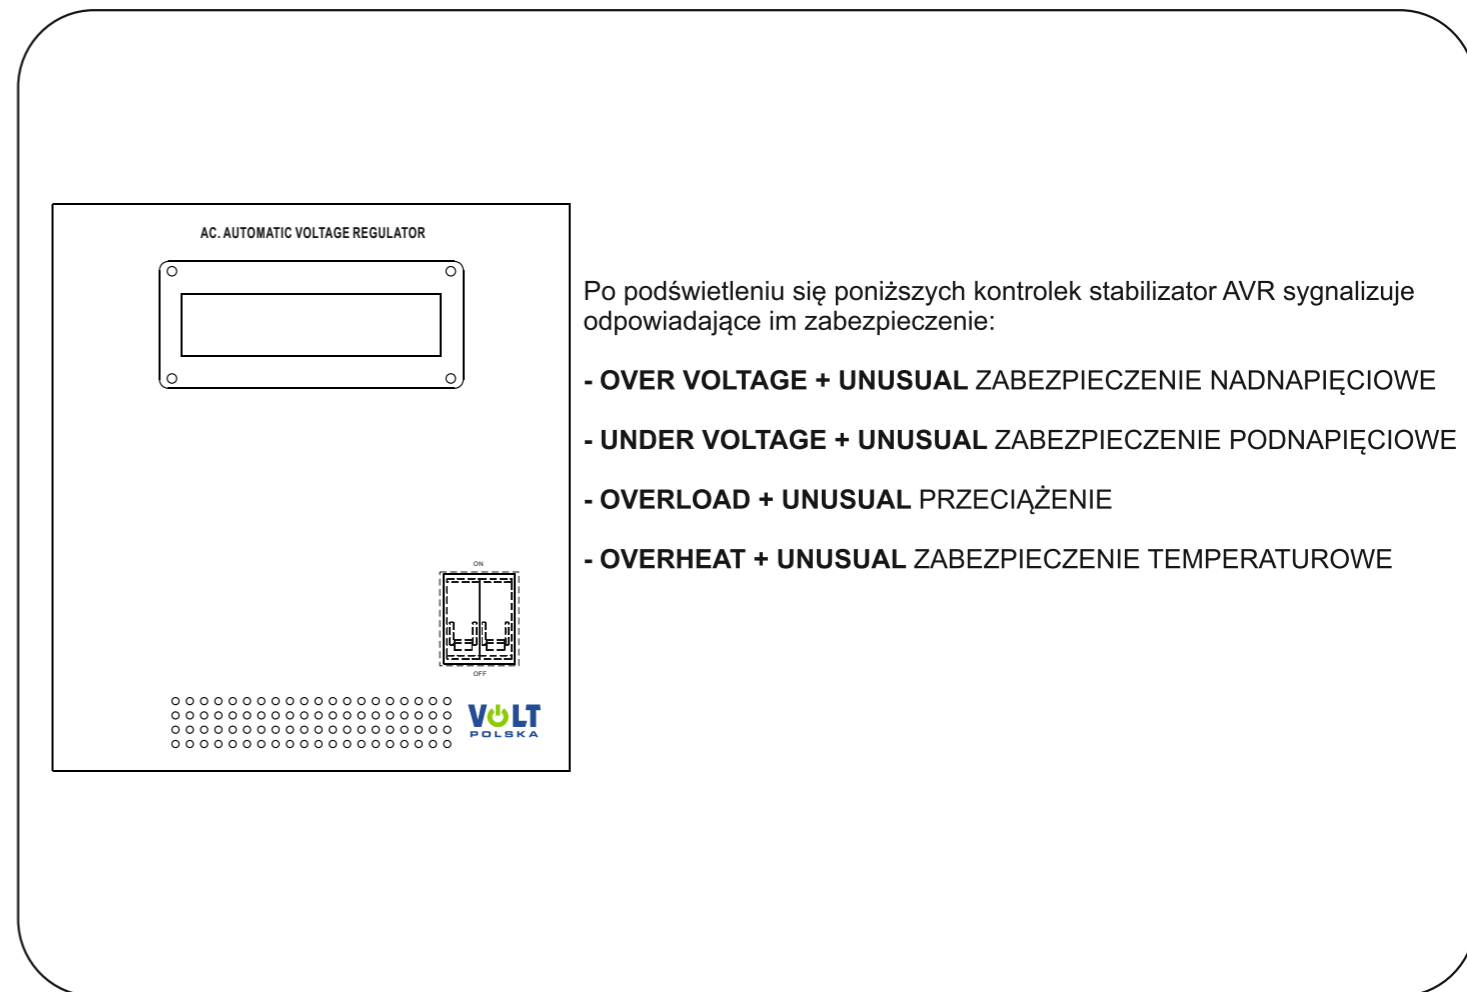 AC. AUTOMATIC VOLTAGE REGULATOR
Po podświetleniu się poniższych kontrolek stabilizator AVR sygnalizuje
odpowiadające im zabezpieczenie:
- OVER VOLTAGE + UNUSUAL ZABEZPIECZENIE NADNAPIĘCIOWE
- UNDER VOLTAGE + UNUSUAL ZABEZPIECZENIE PODNAPIĘCIOWE
- OVERLOAD + UNUSUAL PRZECIĄŻENIE
- OVERHEAT + UNUSUAL ZABEZPIECZENIE TEMPERATUROWE
ON
OFF
VOLT
POLSKA